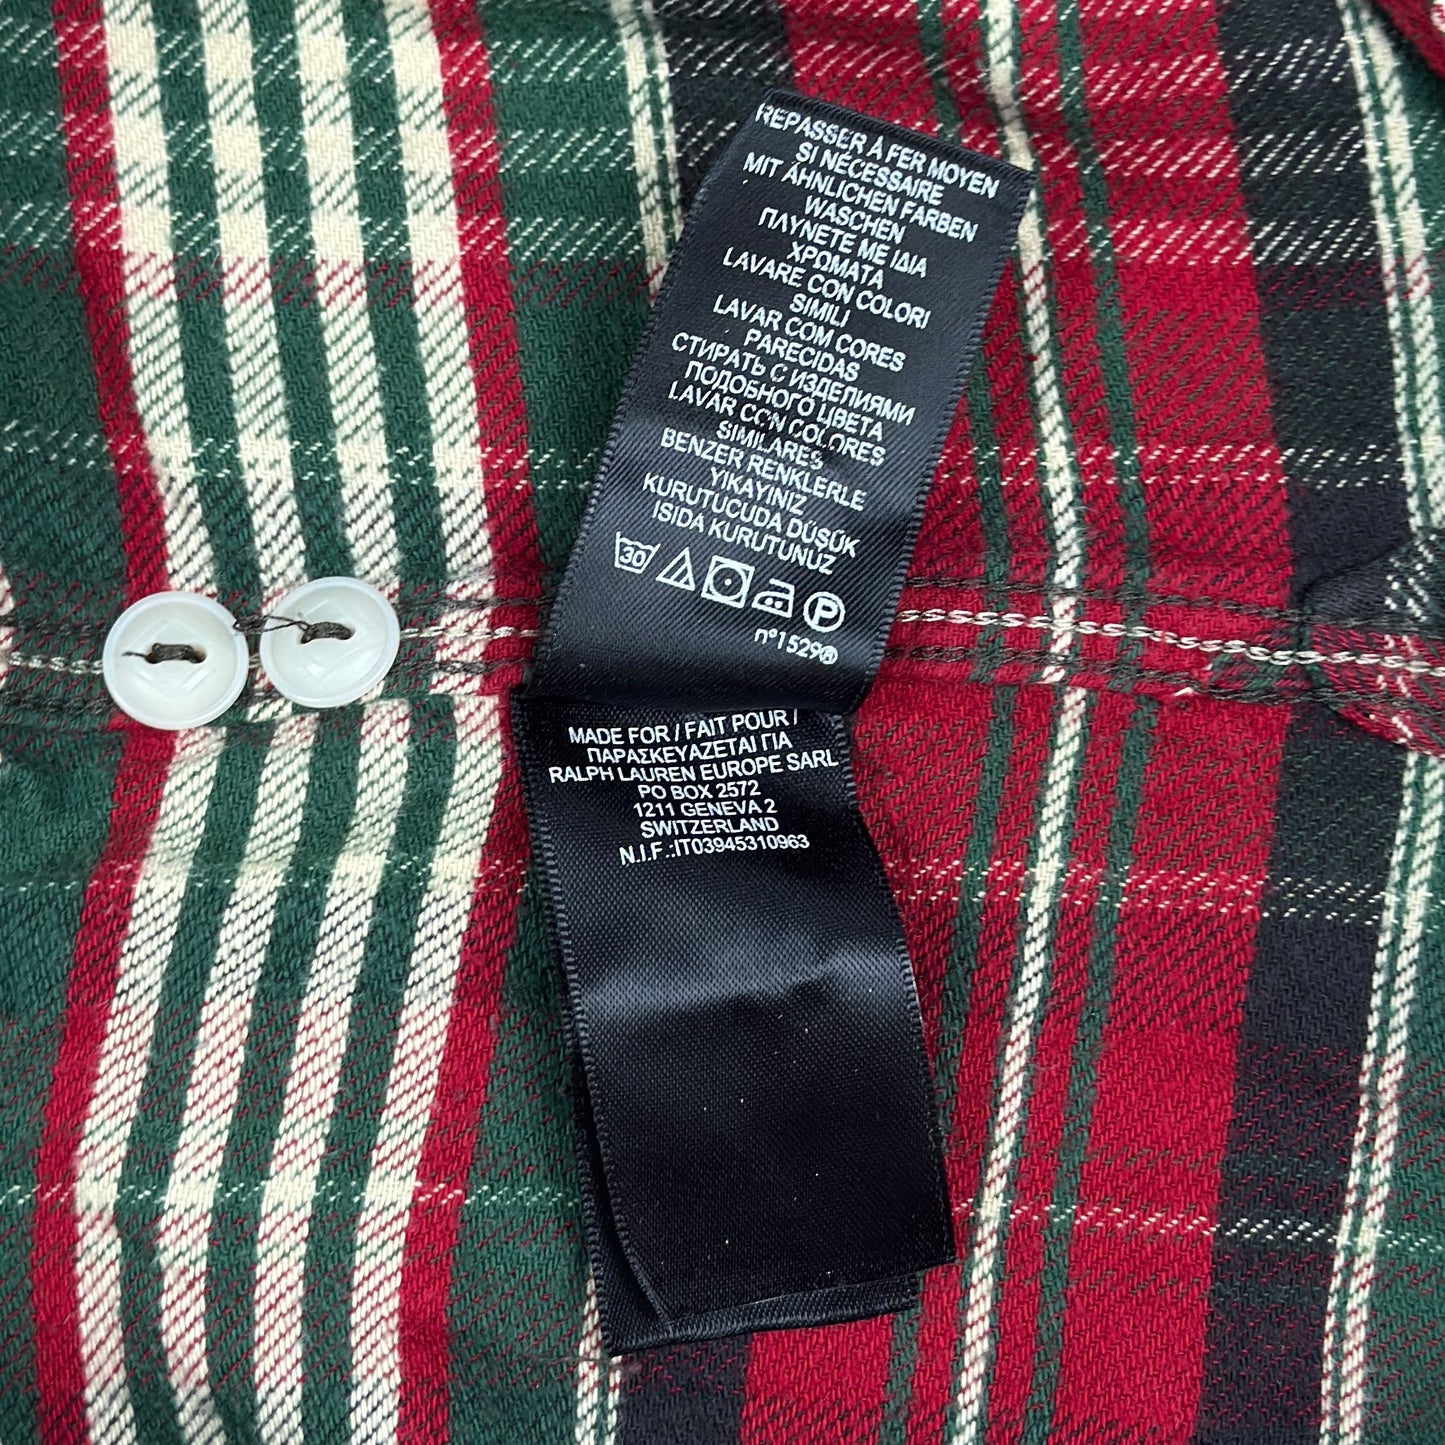 REPASSER À FER MOYEN
SI NÉCESSAIRE
MIT ÄHNLICHEN FARBEN
WASCHEN
ΠΛΥΝΕΤΕ ΜΕ ΙΔΙΑ
ΧΡΩΜΑΤΑ
LAVARE CON COLORI
SIMILI
LAVAR COM CORES
PARECIDAS
СТИРАТЬ С ИЗДЕЛИЯМИ
ПОДОБНОГО ЦВЕТА
LAVAR CON COLORES
SIMILARES
BENZER RENKLERLE
YIKAYINIZ
KURUTUCUDA DÜŞÜK
ISIDA KURUTUNUZ
30 P
nº1529®
MADE FOR / FAIT POUR /
ΠΑΡΑΣΚΕΥΑΖΕΤΑΙ ΓΙΑ
RALPH LAUREN EUROPE SARL
PO BOX 2572
1211 GENEVA 2
SWITZERLAND
N.I.F.:IT03945310963